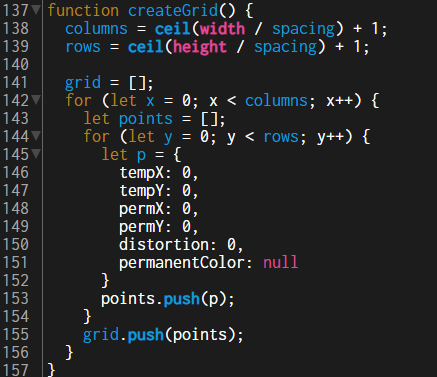 137 function createGrid() {
138   columns = ceil(width / spacing) + 1;
139   rows = ceil(height / spacing) + 1;
140
141   grid = [];
142   for (let x = 0; x < columns; x++) {
143     let points = [];
144     for (let y = 0; y < rows; y++) {
145       let p = {
146         tempX: 0,
147         tempY: 0,
148         permX: 0,
149         permY: 0,
150         distortion: 0,
151         permanentColor: null
152       }
153       points.push(p);
154     }
155     grid.push(points);
156   }
157 }